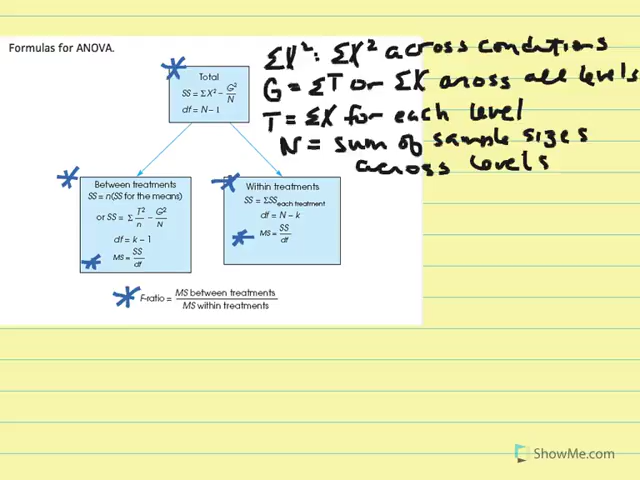 Formulas for ANOVA.
ΣX²: ΣX² across conditions
G = ΣT or ΣX aross all levels
T = ΣX for each level
N = sum of sample sizes
across levels
Total
SS = ΣX² − G²/N
df = N − 1
Between treatments
SS = n(SS for the means)
or SS = Σ T²/n − G²/N
df = k − 1
MS = SS/df
Within treatments
SS = ΣSS each treatment
df = N − k
MS = SS/df
F-ratio = MS between treatments / MS within treatments
ShowMe.com